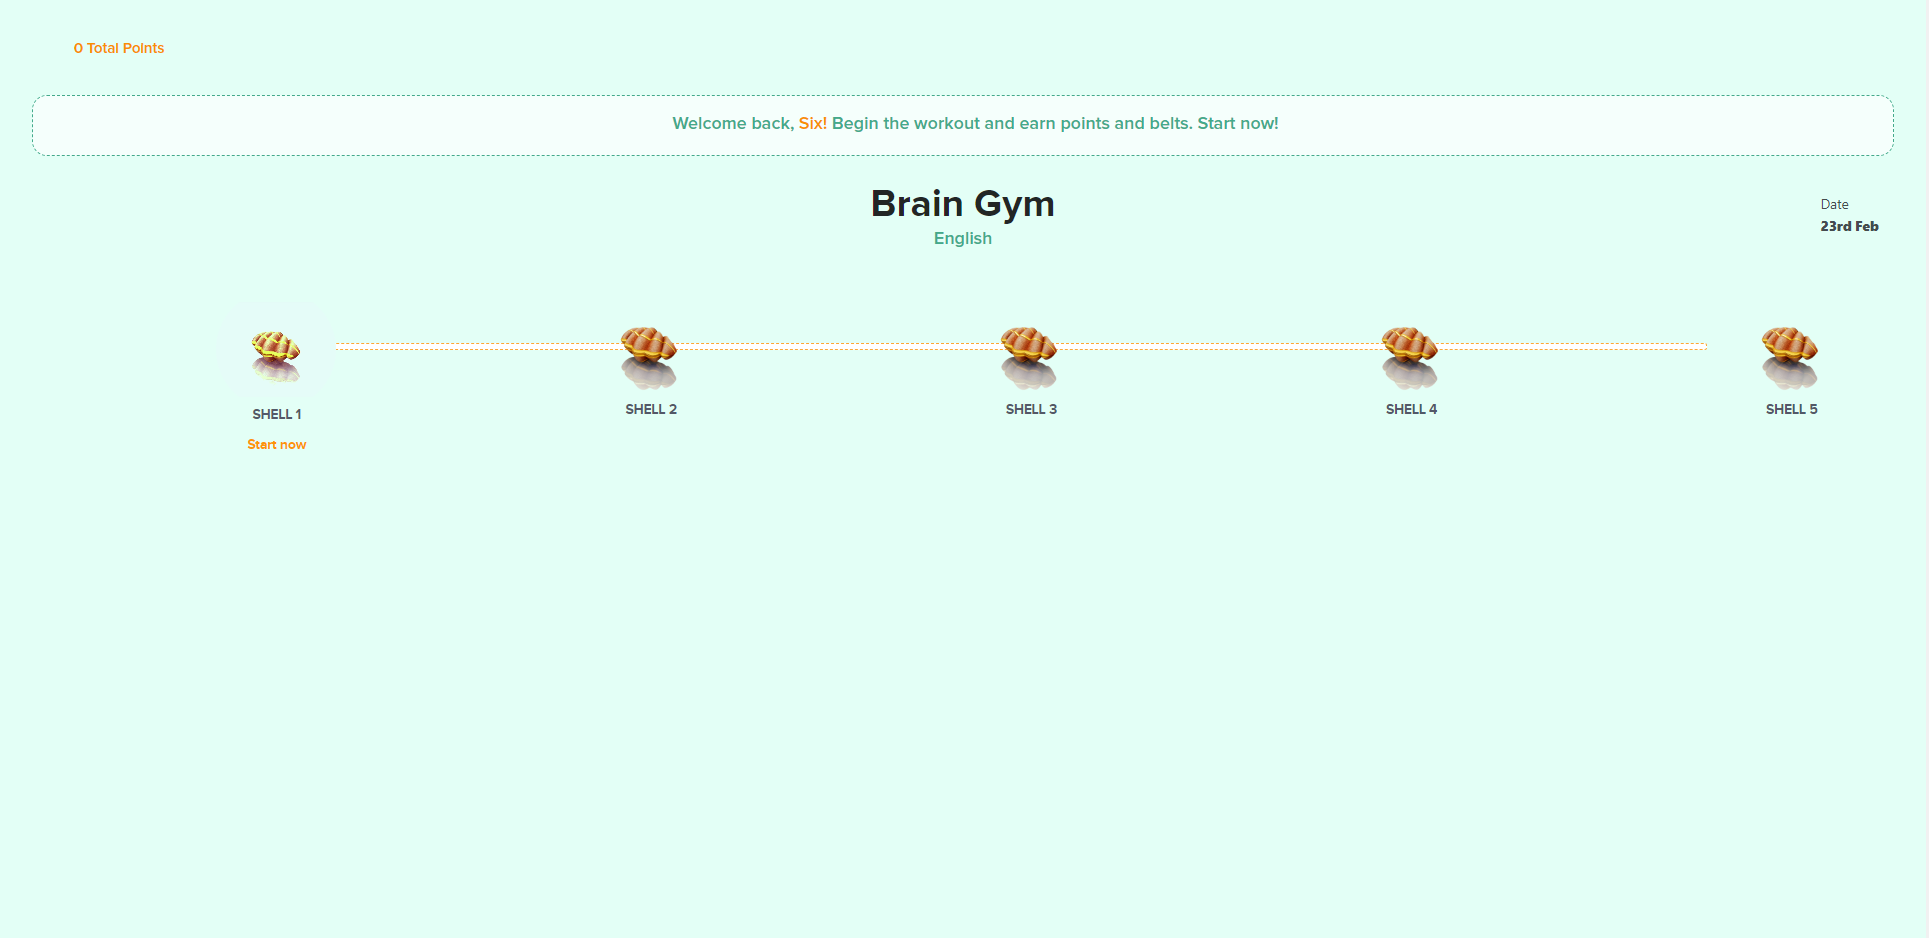 0 Total Points
Welcome back, Six! Begin the workout and earn points and belts. Start now!
Brain Gym
English
Date
23rd Feb
SHELL 1
Start now
SHELL 2
SHELL 3
SHELL 4
SHELL 5